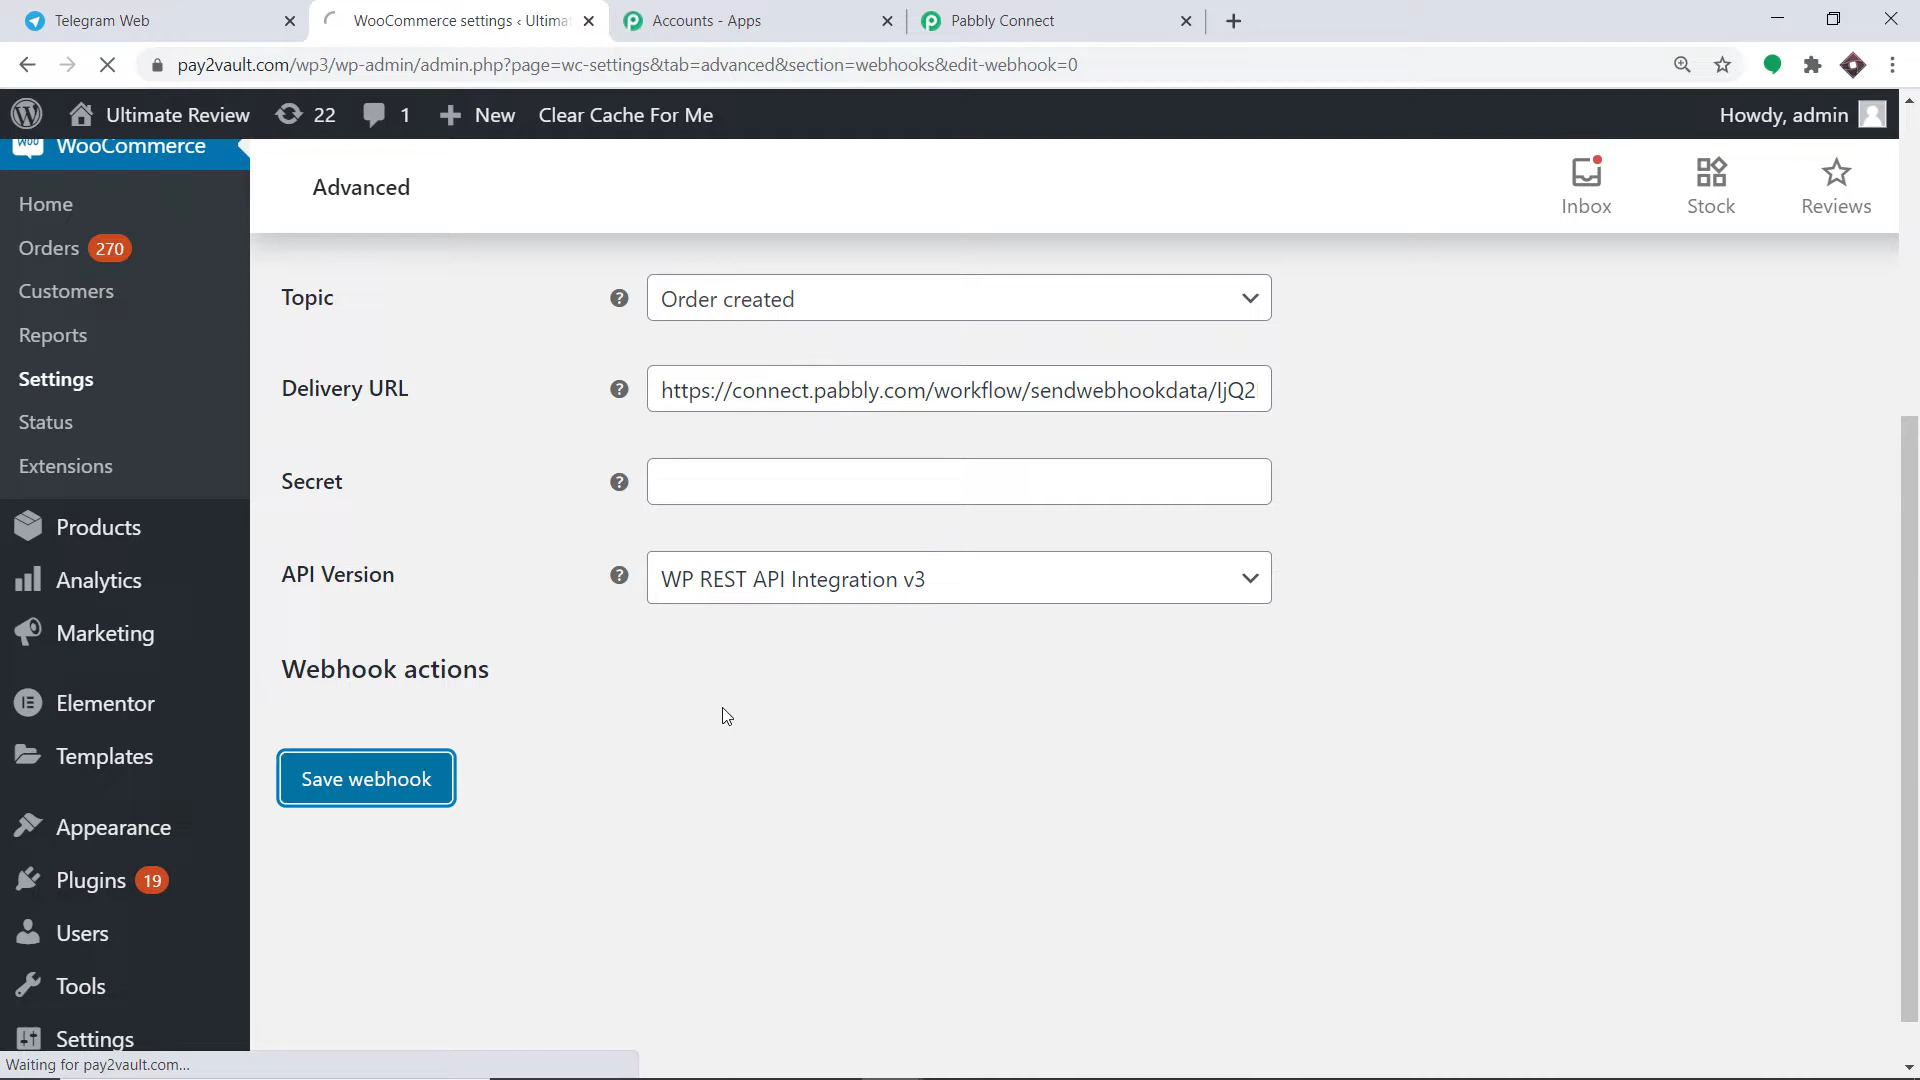 Telegram Web
WooCommerce settings ‹ Ultima
Accounts - Apps
Pabbly Connect
pay2vault.com/wp3/wp-admin/admin.php?page=wc-settings&tab=advanced&section=webhooks&edit-webhook=0
Ultimate Review
22
1
New
Clear Cache For Me
Howdy, admin
WooCommerce
Home
Orders 270
Customers
Reports
Settings
Status
Extensions
Products
Analytics
Marketing
Elementor
Templates
Appearance
Plugins 19
Users
Tools
Settings
Advanced
Inbox
Stock
Reviews
Topic
Order created
Delivery URL
https://connect.pabbly.com/workflow/sendwebhookdata/IjQ2
Secret
API Version
WP REST API Integration v3
Webhook actions
Save webhook
Waiting for pay2vault.com...